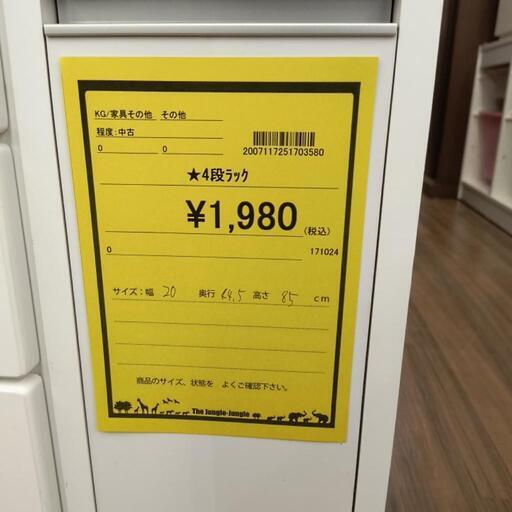 KG/家具その他 その他
程度:中古
0 0
2007117251703580
★4段ラック
¥1,980 (税込)
0 171024
サイズ:幅 20 奥行 64.5 高さ 85 cm
商品のサイズ、状態を よくご確認下さい。
The Jungle-Jungle